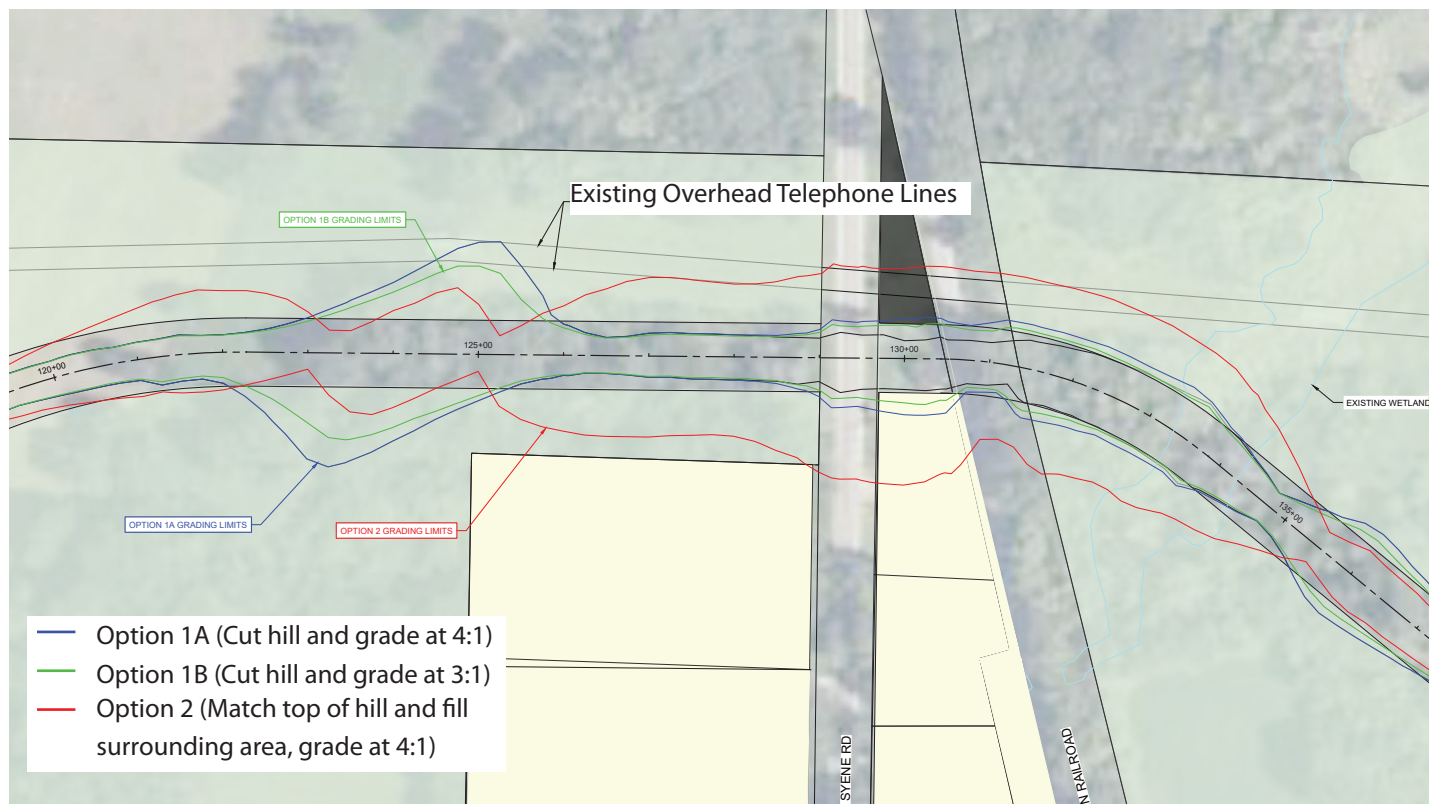 Existing Overhead Telephone Lines
OPTION 1B GRADING LIMITS
120+00
125+00
130+00
EXISTING WETLAND
135+00
OPTION 1A GRADING LIMITS
OPTION 2 GRADING LIMITS
Option 1A (Cut hill and grade at 4:1)
Option 1B (Cut hill and grade at 3:1)
Option 2 (Match top of hill and fill
surrounding area, grade at 4:1)
SYENE RD
N RAILROAD